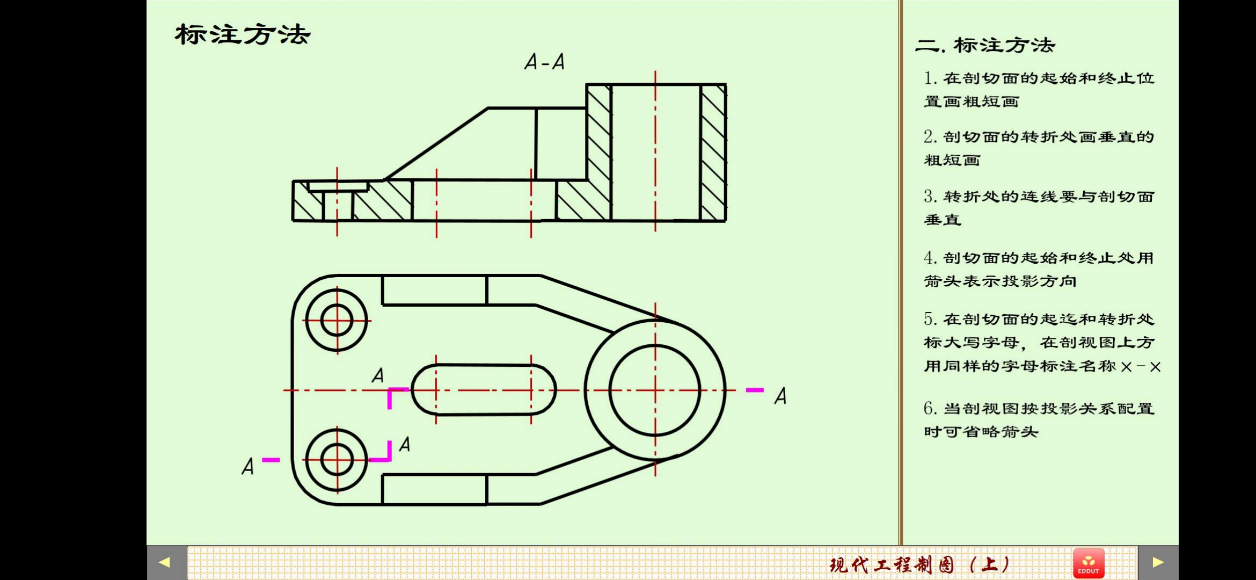 标注方法
A-A
A
A
A
A
二. 标注方法
1. 在剖切面的起始和终止位
置画粗短画
2. 剖切面的转折处画垂直的
粗短画
3. 转折处的连线要与剖切面
垂直
4. 剖切面的起始和终止处用
箭头表示投影方向
5. 在剖切面的起迄和转折处
标大写字母，在剖视图上方
用同样的字母标注名称×-×
6. 当剖视图按投影关系配置
时可省略箭头
现代工程制图（上）
EDDUT